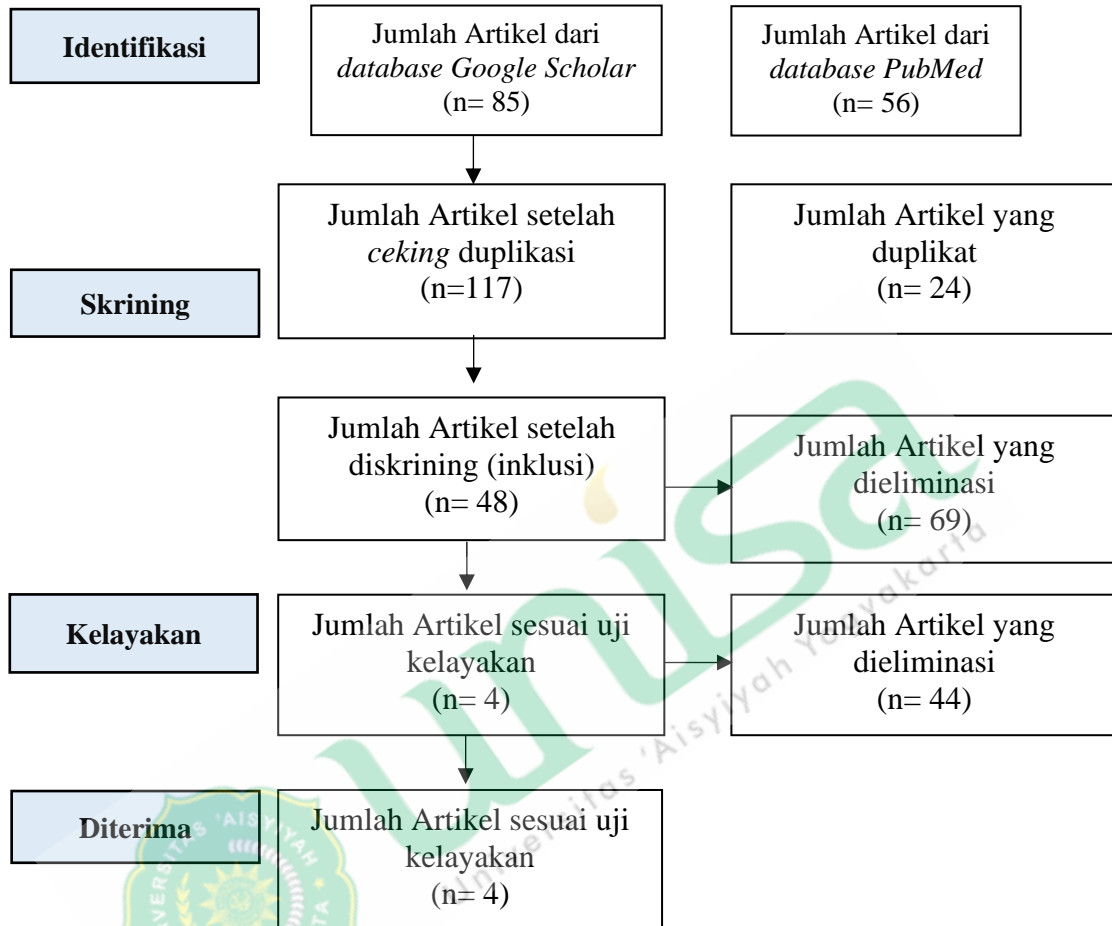 Identifikasi
Jumlah Artikel dari
database Google Scholar
(n= 85)
Jumlah Artikel dari
database PubMed
(n= 56)
Skrining
Jumlah Artikel setelah
ceking duplikasi
(n=117)
Jumlah Artikel yang
duplikat
(n= 24)
Jumlah Artikel setelah
diskrining (inklusi)
(n= 48)
Jumlah Artikel yang
dieliminasi
(n= 69)
Kelayakan
Jumlah Artikel sesuai uji
kelayakan
(n= 4)
Jumlah Artikel yang
dieliminasi
(n= 44)
Diterima
Jumlah Artikel sesuai uji
kelayakan
(n= 4)
unisa
Universitas 'Aisyiyah Yogyakarta
'AISYIYAH